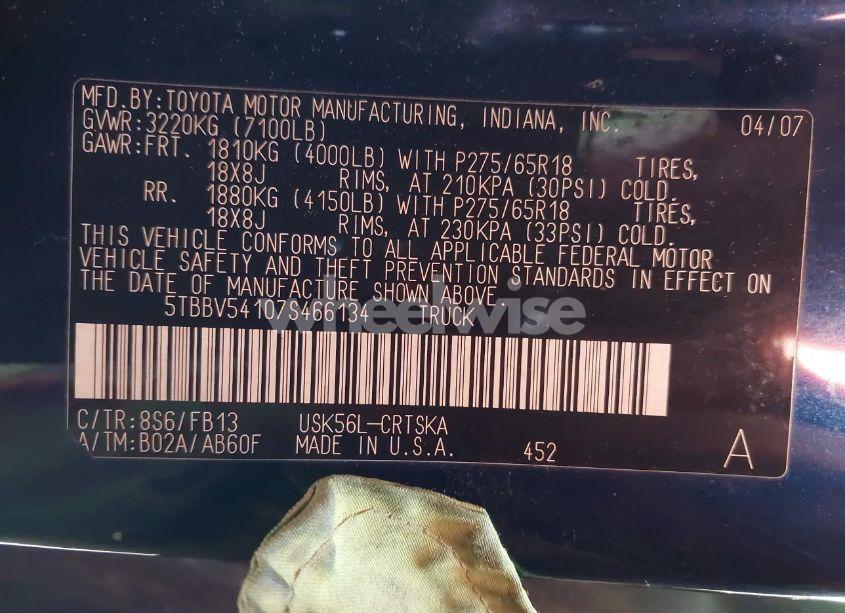 MFD.BY:TOYOTA MOTOR MANUFACTURING, INDIANA, INC. 04/07
GVWR:3220KG (7100LB)
GAWR:FRT. 1810KG (4000LB) WITH P275/65R18 TIRES,
18X8J RIMS, AT 210KPA (30PSI) COLD.
RR. 1880KG (4150LB) WITH P275/65R18 TIRES,
18X8J RIMS, AT 230KPA (33PSI) COLD.
THIS VEHICLE CONFORMS TO ALL APPLICABLE FEDERAL MOTOR
VEHICLE SAFETY AND THEFT PREVENTION STANDARDS IN EFFECT ON
THE DATE OF MANUFACTURE SHOWN ABOVE.
5TBBV54107S466134 TRUCK
wheelwise
C/TR:8S6/FB13 USK56L-CRTSKA
A/TM:B02A/AB60F MADE IN U.S.A. 452 A